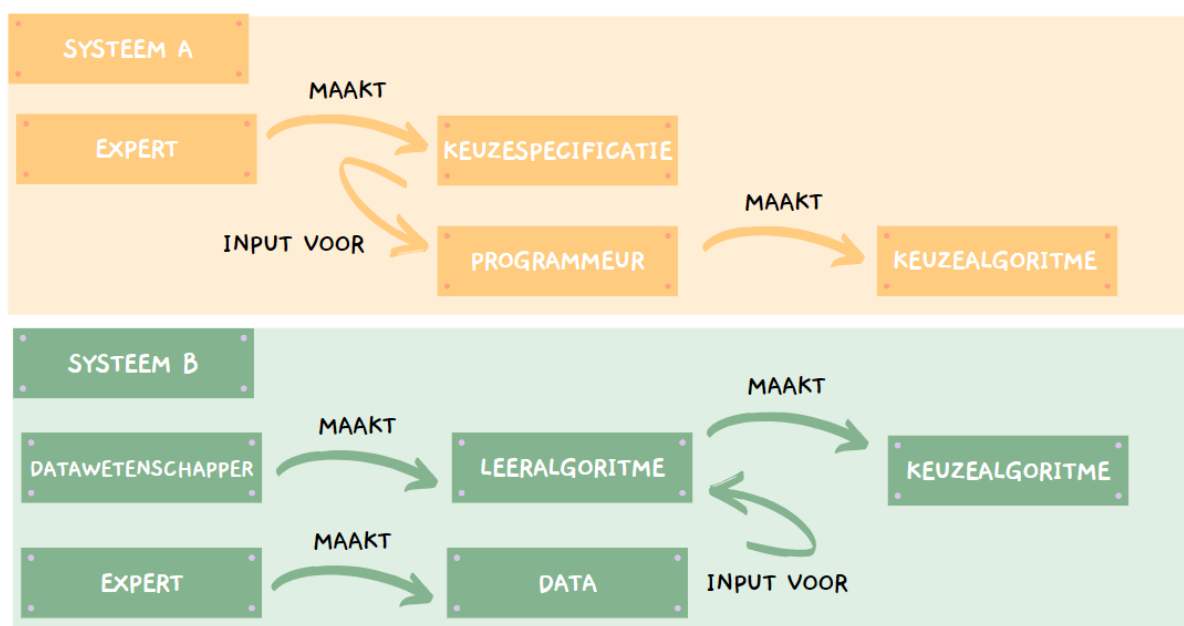 SYSTEEM A
MAAKT
EXPERT
KEUZESPECIFICATIE
MAAKT
INPUT VOOR
PROGRAMMEUR
KEUZEALGORITME
SYSTEEM B
MAAKT
MAAKT
DATAWETENSCHAPPER
LEERALGORITME
KEUZEALGORITME
MAAKT
EXPERT
DATA
INPUT VOOR